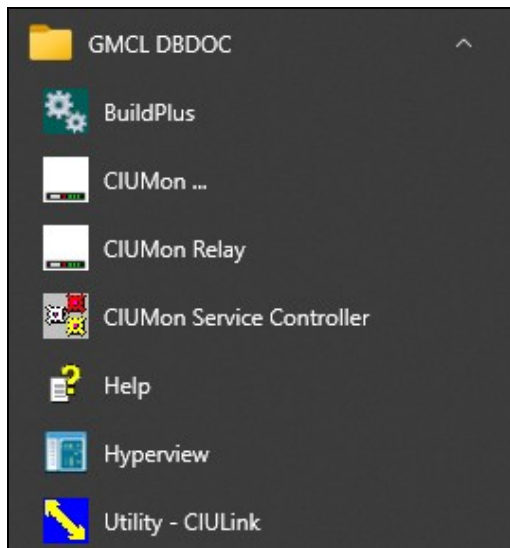 GMCL DBDOC
BuildPlus
CIUMon ...
CIUMon Relay
CIUMon Service Controller
Help
Hyperview
Utility - CIULink